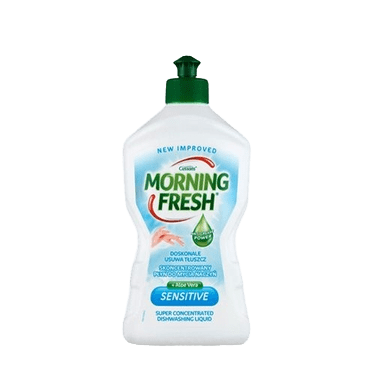 NEW IMPROVED
Cussons
MORNING
FRESH
POWER
DOSKONALE
USUWA TŁUSZCZ
SKONCENTROWANY
PŁYN DO MYCIA NACZYŃ
+ Aloe Vera
SENSITIVE
SUPER CONCENTRATED
DISHWASHING LIQUID